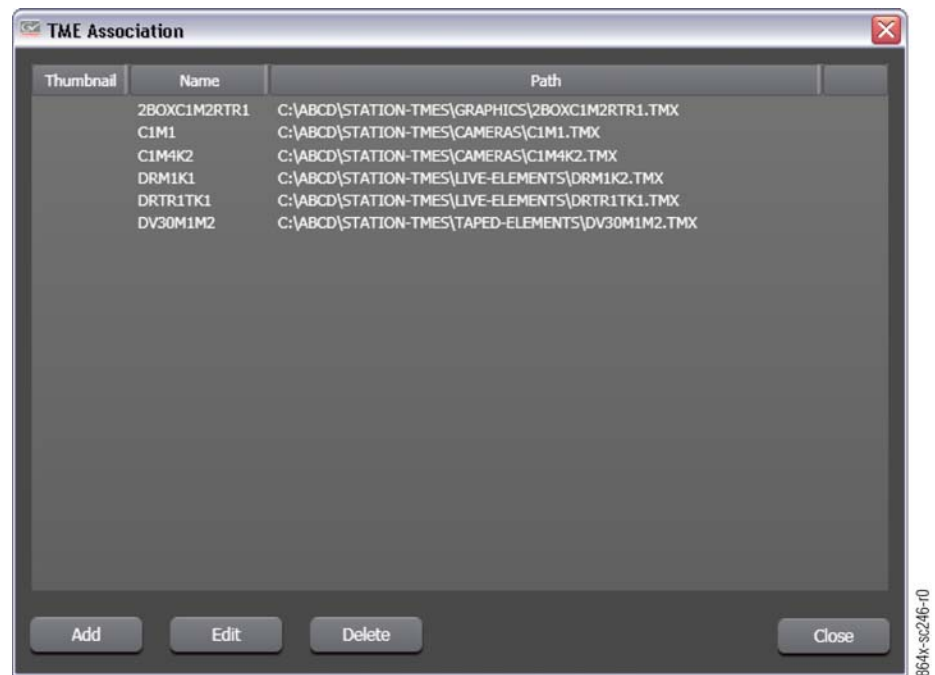 TME Association
Thumbnail Name Path
2BOXC1M2RTR1 C:\ABCD\STATION-TMES\GRAPHICS\2BOXC1M2RTR1.TMX
C1M1 C:\ABCD\STATION-TMES\CAMERAS\C1M1.TMX
C1M4K2 C:\ABCD\STATION-TMES\CAMERAS\C1M4K2.TMX
DRM1K1 C:\ABCD\STATION-TMES\LIVE-ELEMENTS\DRM1K2.TMX
DRTR1TK1 C:\ABCD\STATION-TMES\LIVE-ELEMENTS\DRTR1TK1.TMX
DV30M1M2 C:\ABCD\STATION-TMES\TAPED-ELEMENTS\DV30M1M2.TMX
Add Edit Delete Close
864x-sc246-r0